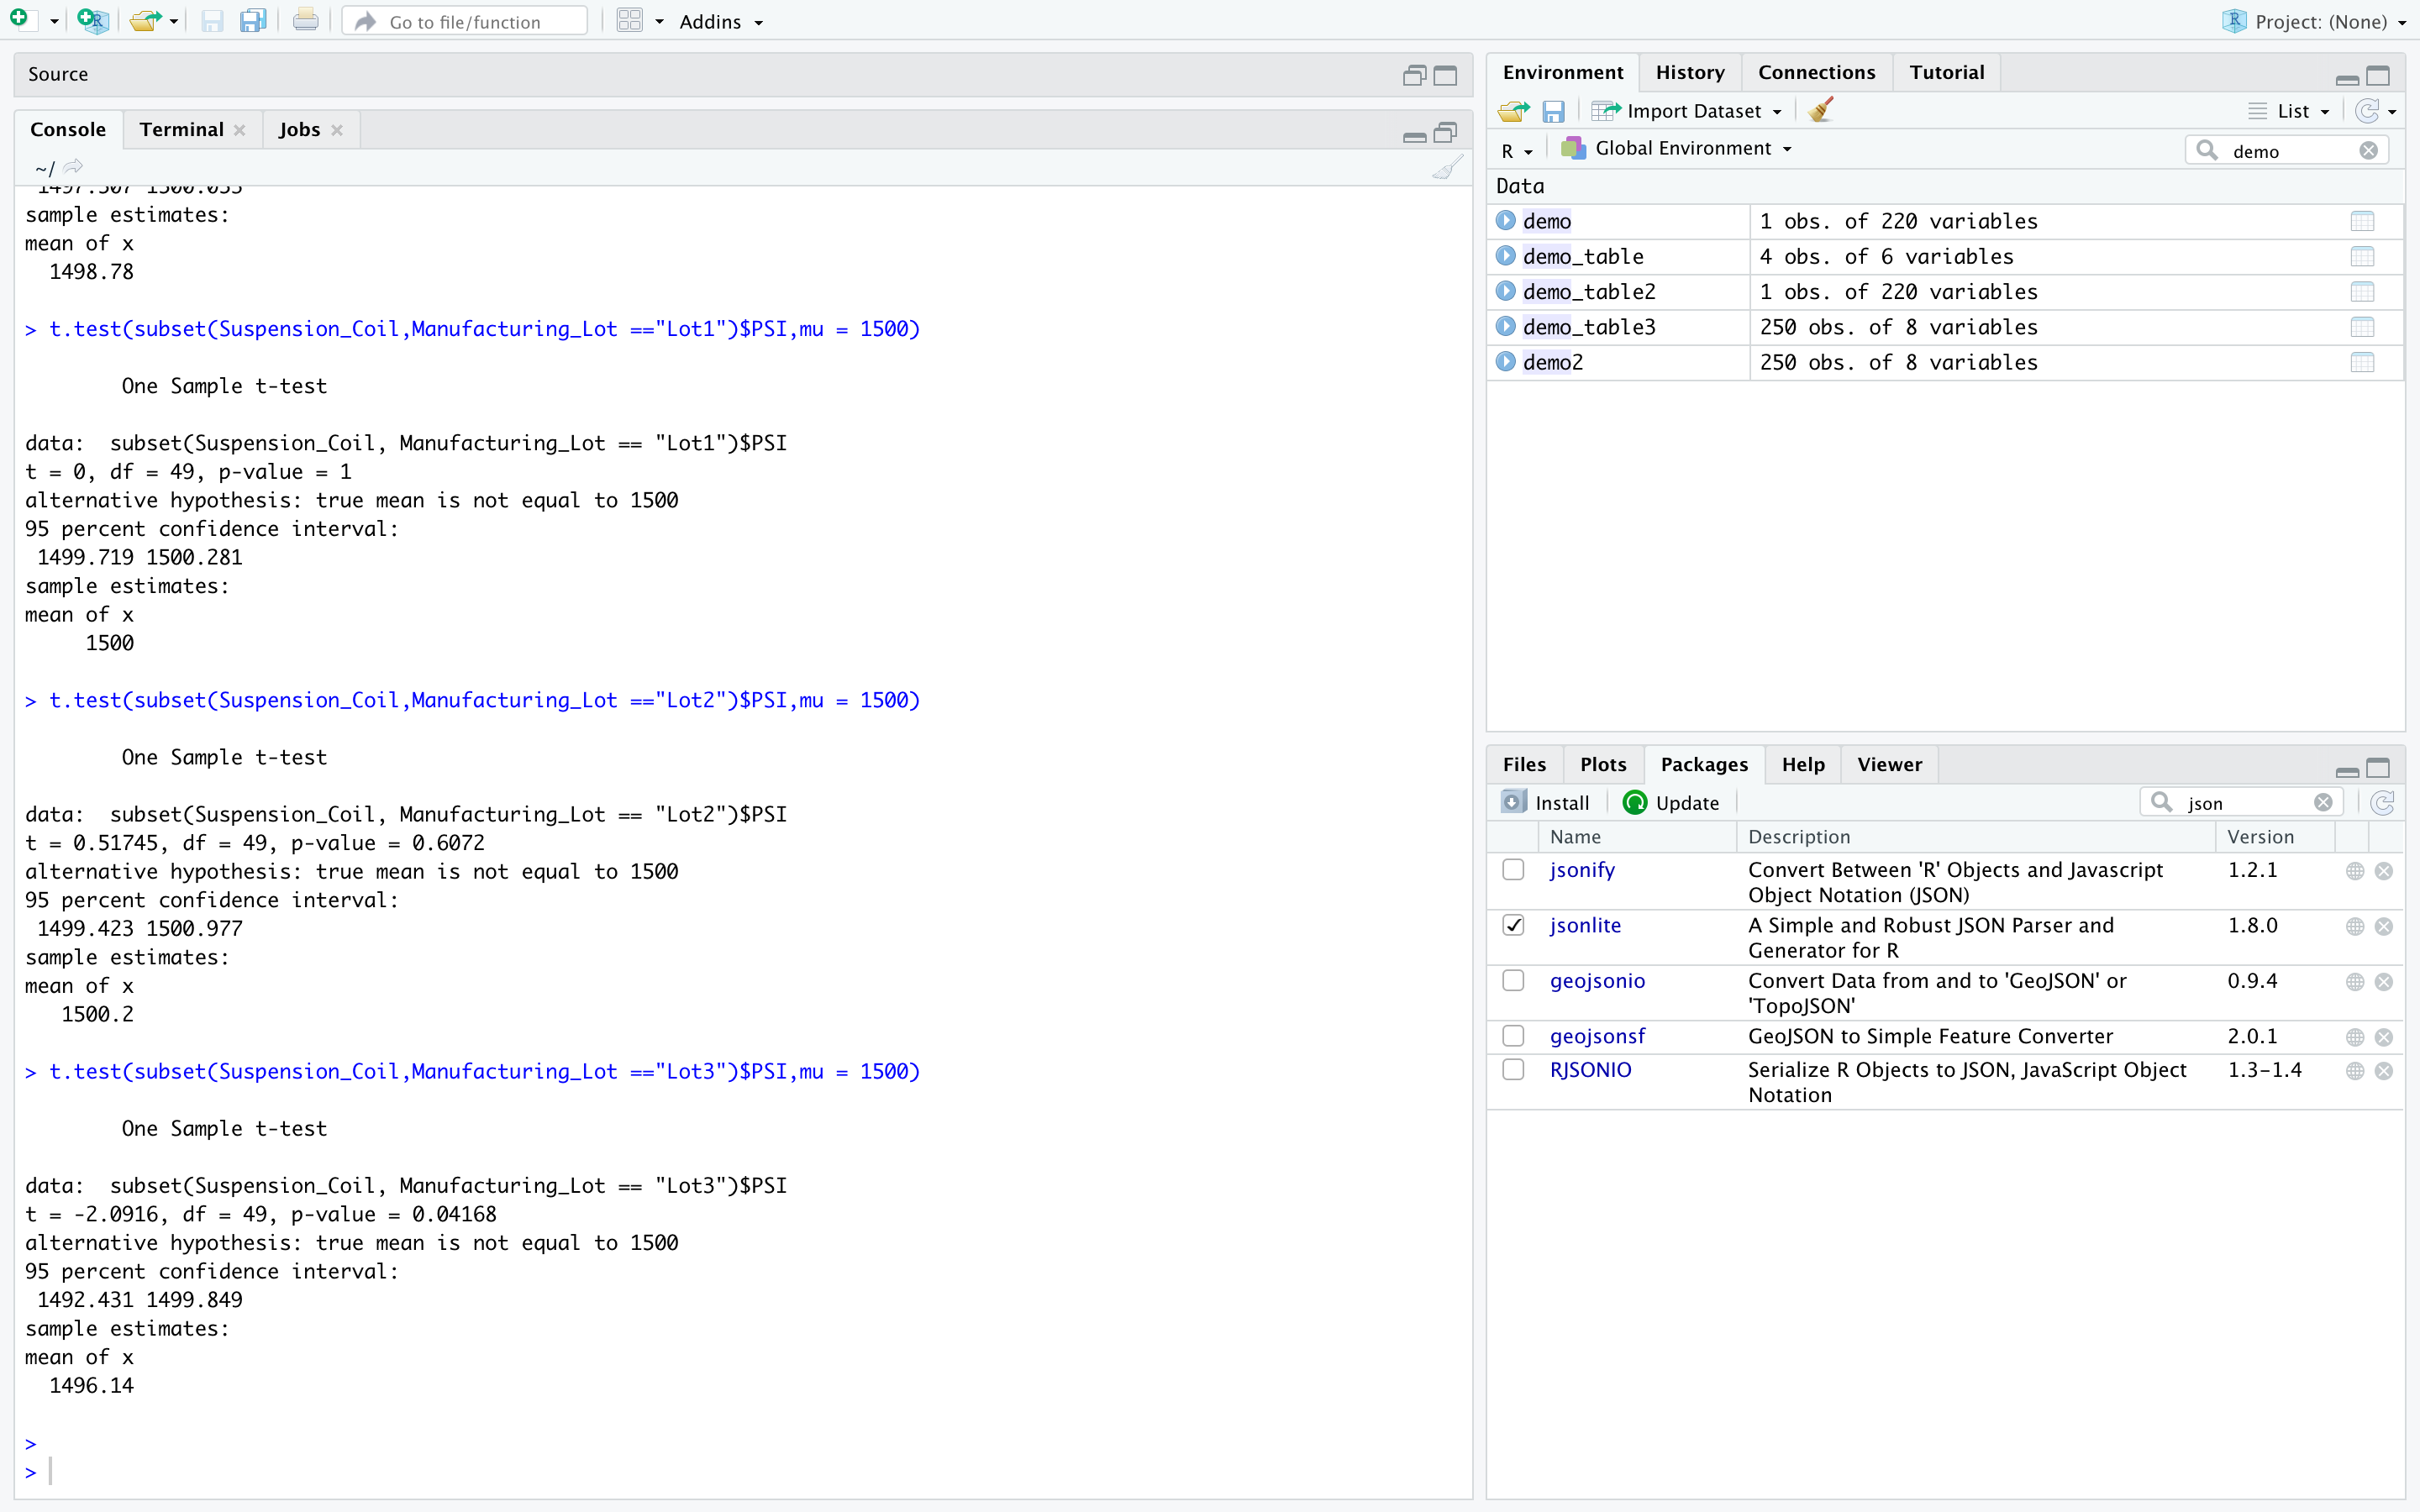 Go to file/function
Addins
Project: (None)
Source
Console Terminal Jobs
~/
sample estimates:
mean of x
1498.78
> t.test(subset(Suspension_Coil,Manufacturing_Lot =="Lot1")$PSI,mu = 1500)
One Sample t-test
data:  subset(Suspension_Coil, Manufacturing_Lot == "Lot1")$PSI
t = 0, df = 49, p-value = 1
alternative hypothesis: true mean is not equal to 1500
95 percent confidence interval:
1499.719 1500.281
sample estimates:
mean of x
1500
> t.test(subset(Suspension_Coil,Manufacturing_Lot =="Lot2")$PSI,mu = 1500)
One Sample t-test
data:  subset(Suspension_Coil, Manufacturing_Lot == "Lot2")$PSI
t = 0.51745, df = 49, p-value = 0.6072
alternative hypothesis: true mean is not equal to 1500
95 percent confidence interval:
1499.423 1500.977
sample estimates:
mean of x
1500.2
> t.test(subset(Suspension_Coil,Manufacturing_Lot =="Lot3")$PSI,mu = 1500)
One Sample t-test
data:  subset(Suspension_Coil, Manufacturing_Lot == "Lot3")$PSI
t = -2.0916, df = 49, p-value = 0.04168
alternative hypothesis: true mean is not equal to 1500
95 percent confidence interval:
1492.431 1499.849
sample estimates:
mean of x
1496.14
>
>
Environment History Connections Tutorial
Import Dataset List
R Global Environment demo
Data
demo 1 obs. of 220 variables
demo_table 4 obs. of 6 variables
demo_table2 1 obs. of 220 variables
demo_table3 250 obs. of 8 variables
demo2 250 obs. of 8 variables
Files Plots Packages Help Viewer
Install Update json
Name Description Version
jsonify Convert Between 'R' Objects and Javascript 1.2.1
Object Notation (JSON)
jsonlite A Simple and Robust JSON Parser and 1.8.0
Generator for R
geojsonio Convert Data from and to 'GeoJSON' or 0.9.4
'TopoJSON'
geojsonsf GeoJSON to Simple Feature Converter 2.0.1
RJSONIO Serialize R Objects to JSON, JavaScript Object 1.3-1.4
Notation